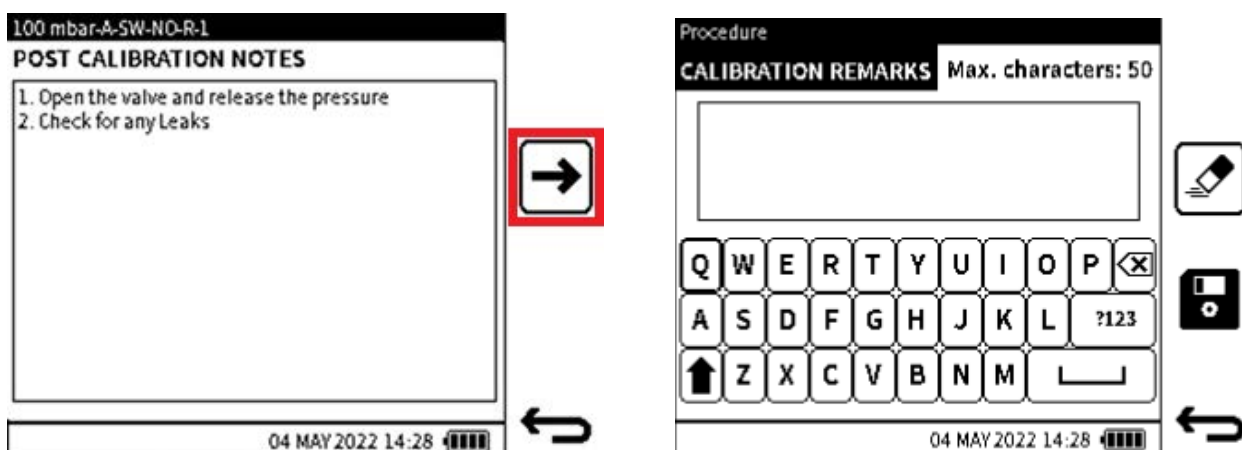 100 mbar-A-SW-NO-R-1
POST CALIBRATION NOTES
1. Open the valve and release the pressure
2. Check for any Leaks
04 MAY 2022 14:28
Procedure
CALIBRATION REMARKS Max. characters: 50
Q W E R T Y U I O P
A S D F G H J K L ?123
Z X C V B N M
04 MAY 2022 14:28